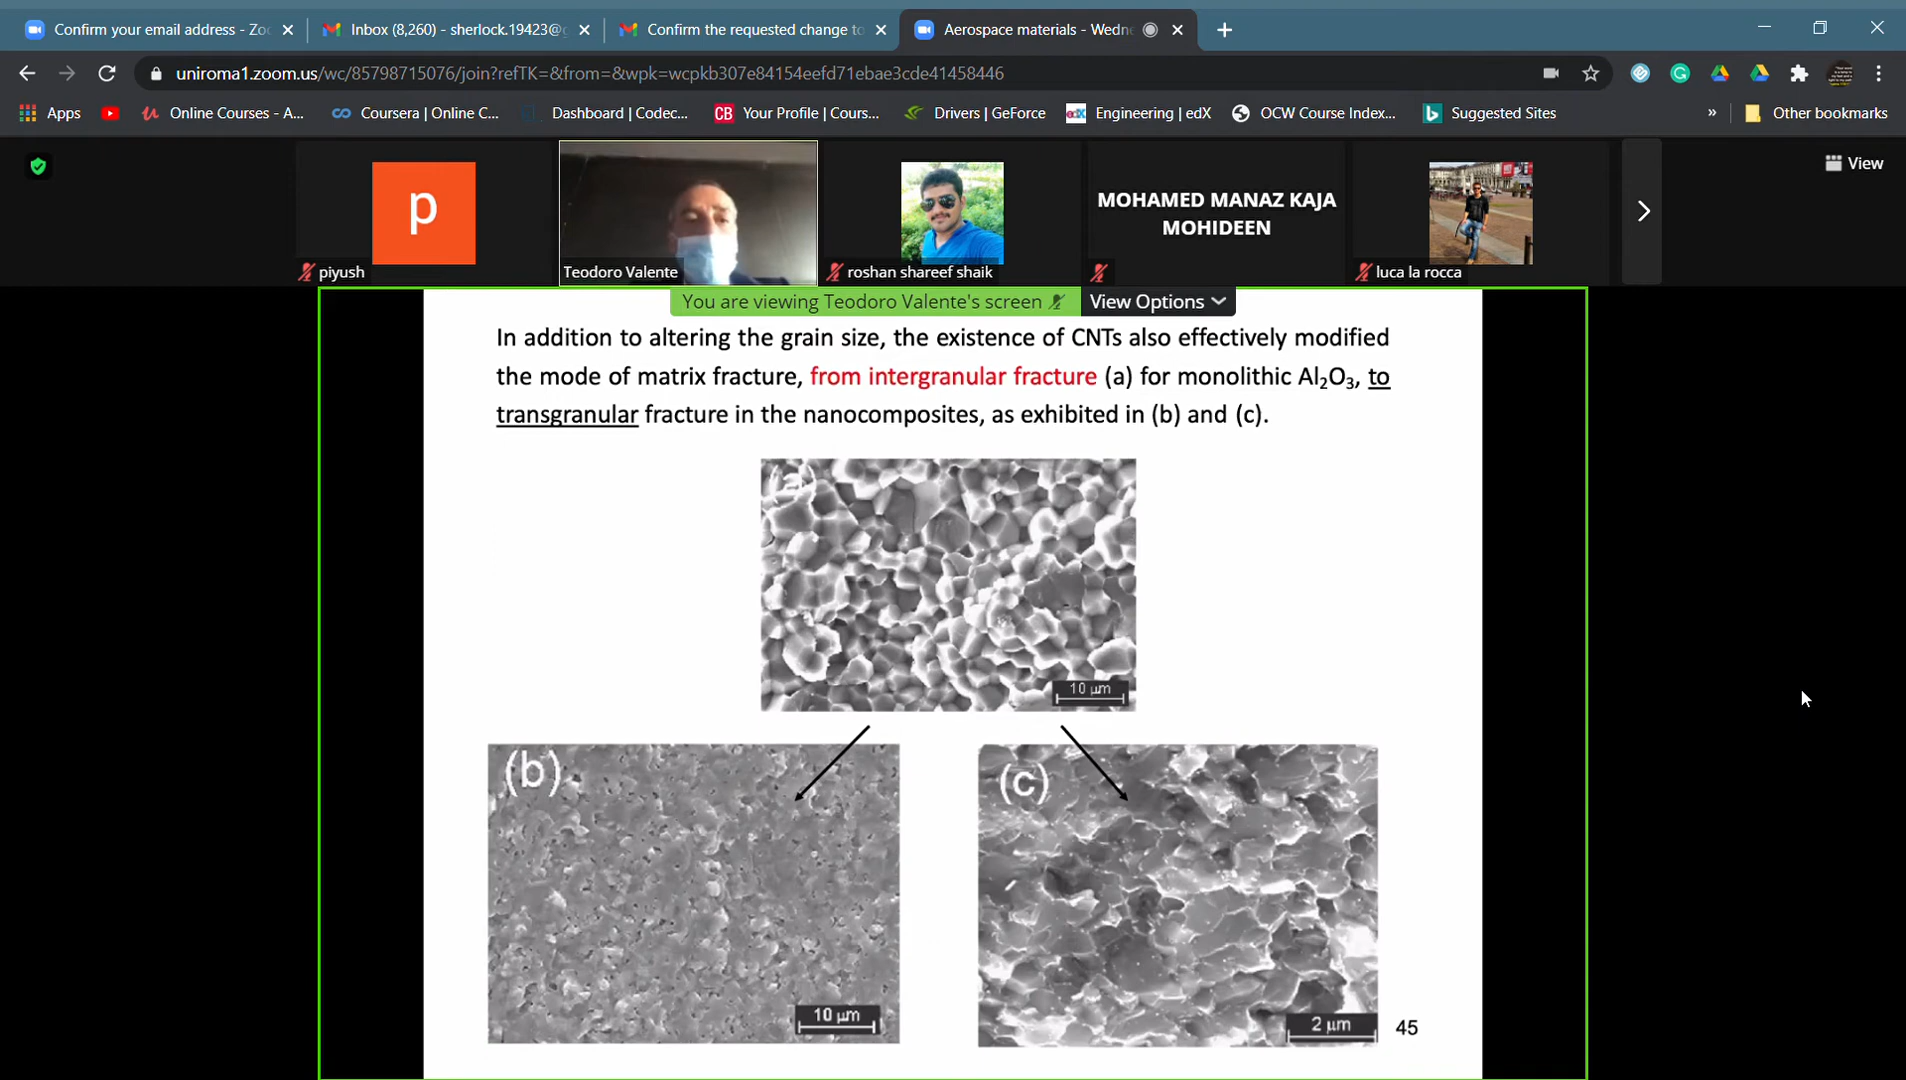 Confirm your email address - Zoo
Inbox (8,260) - sherlock.19423@g
Confirm the requested change to
Aerospace materials - Wedne
uniroma1.zoom.us/wc/85798715076/join?refTK=&from=&wpk=wcpkb307e84154eefd71ebae3cde41458446
Apps
Online Courses - A...
Coursera | Online C...
Dashboard | Codec...
CB
Your Profile | Cours...
Drivers | GeForce
edX
Engineering | edX
OCW Course Index...
Suggested Sites
»
Other bookmarks
View
p
MOHAMED MANAZ KAJA
MOHIDEEN
piyush
Teodoro Valente
roshan shareef shaik
luca la rocca
You are viewing Teodoro Valente's screen
View Options
In addition to altering the grain size, the existence of CNTs also effectively modified
the mode of matrix fracture, from intergranular fracture (a) for monolithic Al₂O₃, to
transgranular fracture in the nanocomposites, as exhibited in (b) and (c).
10 µm
(b)
(c)
10 µm
2 µm
45